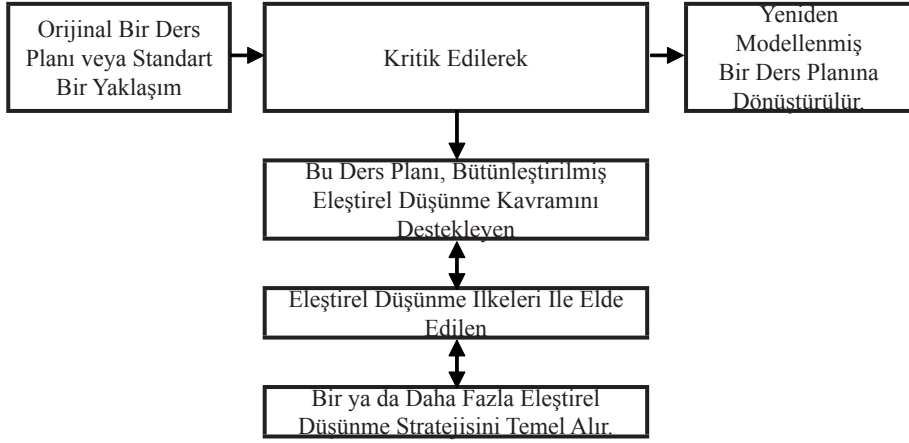 Orijinal Bir Ders
Planı veya Standart
Bir Yaklaşım
Kritik Edilerek
Yeniden
Modellenmiş
Bir Ders Planına
Dönüştürülür.
Bu Ders Planı, Bütünleştirilmiş
Eleştirel Düşünme Kavramını
Destekleyen
Eleştirel Düşünme Ilkeleri Ile Elde
Edilen
Bir ya da Daha Fazla Eleştirel
Düşünme Stratejisini Temel Alır.